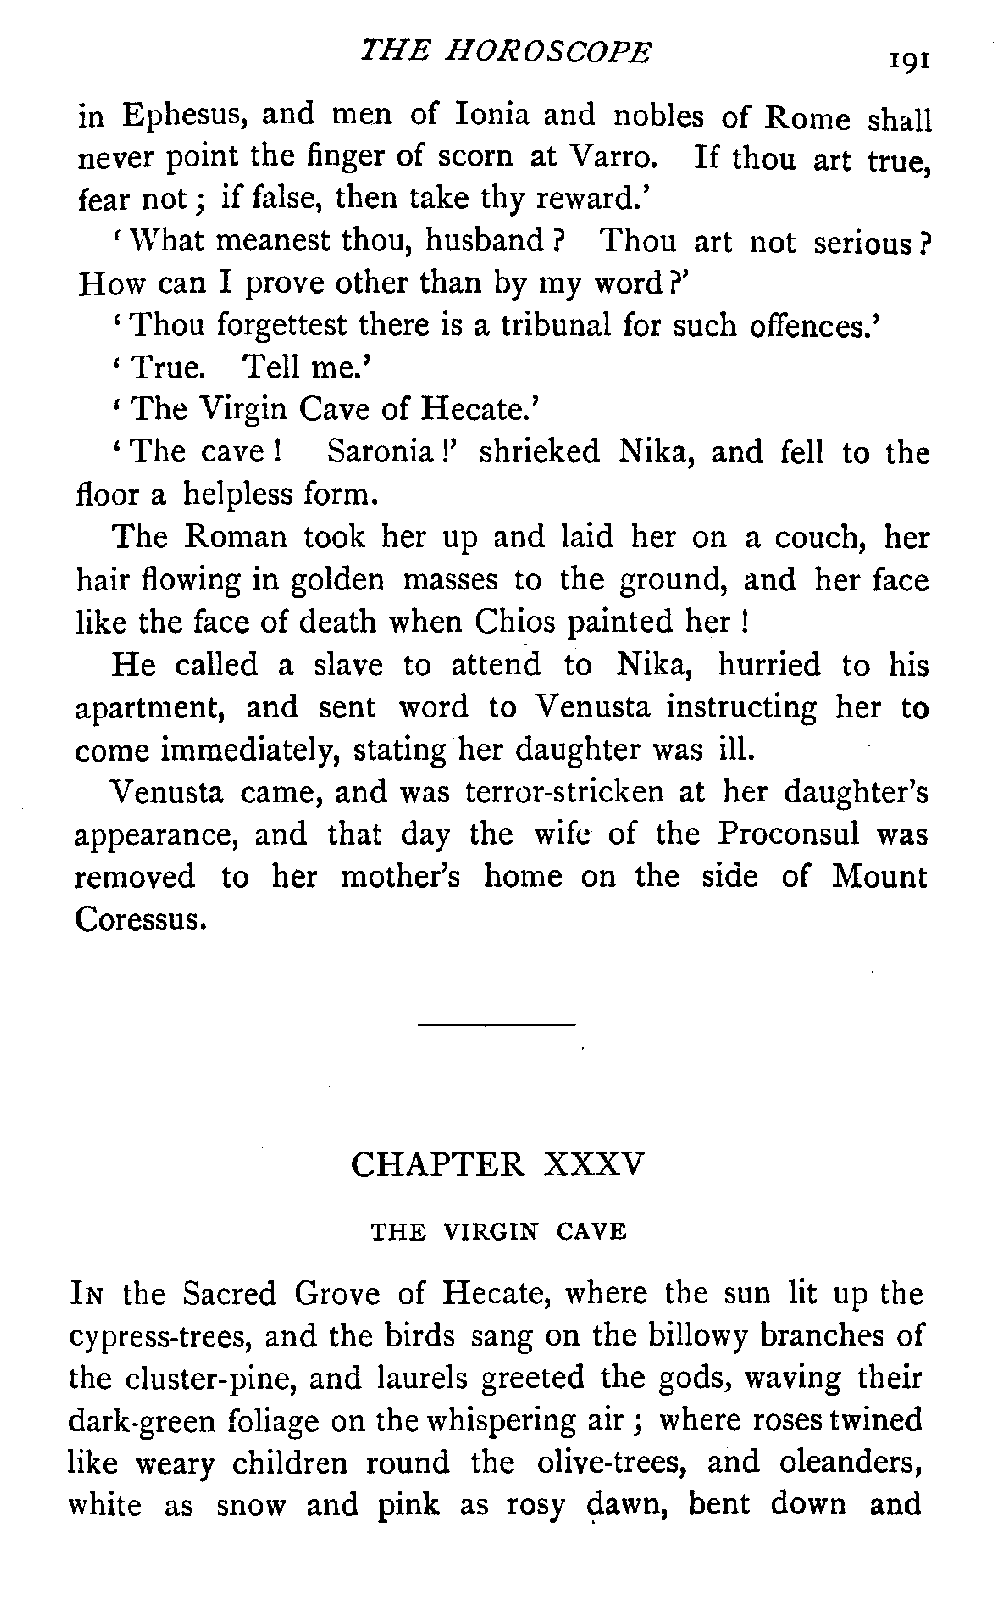 THE HOROSCOPE 191
in Ephesus, and men of Ionia and nobles of Rome shall
never point the finger of scorn at Varro. If thou art true,
fear not ; if false, then take thy reward.’
‘ What meanest thou, husband ? Thou art not serious ?
How can I prove other than by my word ?’
‘ Thou forgettest there is a tribunal for such offences.’
‘ True. Tell me.’
‘ The Virgin Cave of Hecate.’
‘ The cave ! Saronia !’ shrieked Nika, and fell to the
floor a helpless form.
The Roman took her up and laid her on a couch, her
hair flowing in golden masses to the ground, and her face
like the face of death when Chios painted her !
He called a slave to attend to Nika, hurried to his
apartment, and sent word to Venusta instructing her to
come immediately, stating her daughter was ill.
Venusta came, and was terror-stricken at her daughter’s
appearance, and that day the wife of the Proconsul was
removed to her mother’s home on the side of Mount
Coressus.
CHAPTER XXXV
THE VIRGIN CAVE
In the Sacred Grove of Hecate, where the sun lit up the
cypress-trees, and the birds sang on the billowy branches of
the cluster-pine, and laurels greeted the gods, waving their
dark-green foliage on the whispering air ; where roses twined
like weary children round the olive-trees, and oleanders,
white as snow and pink as rosy dawn, bent down and